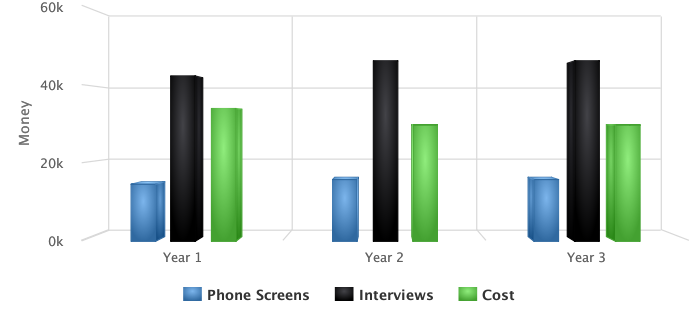 60k
40k
20k
0k
Money
Year 1
Year 2
Year 3
Phone Screens
Interviews
Cost